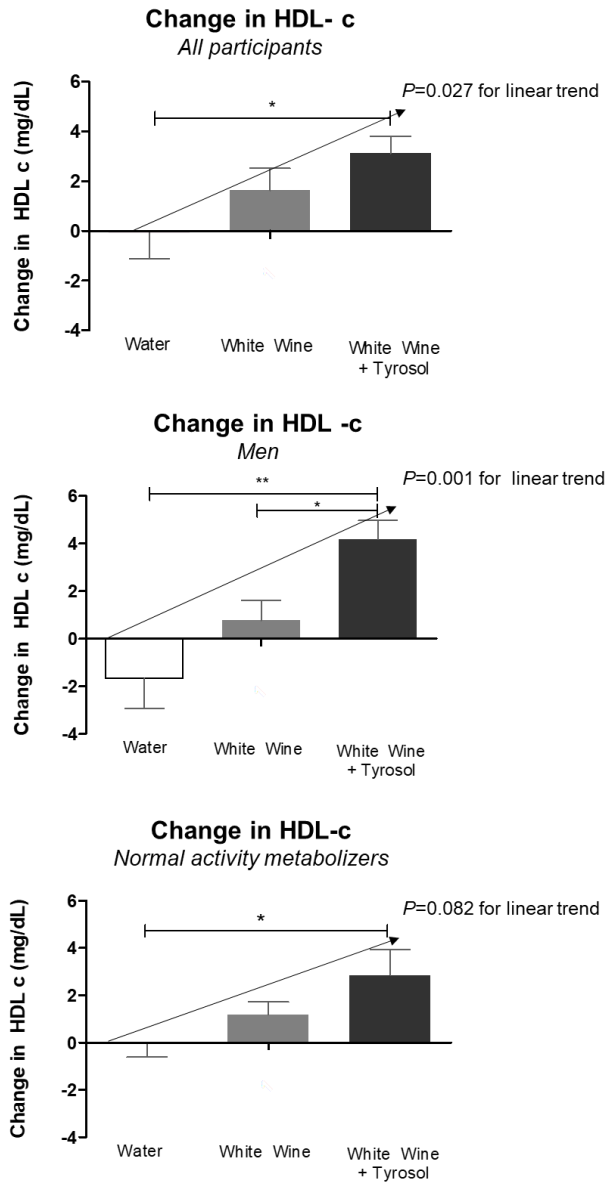 Change in HDL- c
All participants
P=0.027 for linear trend
*
Change in HDL c (mg/dL)
6
4
2
0
-2
-4
Water
White Wine
White Wine
+ Tyrosol
Change in HDL -c
Men
P=0.001 for linear trend
**
*
Change in HDL c (mg/dL)
6
4
2
0
-2
-4
Water
White Wine
White Wine
+ Tyrosol
Change in HDL-c
Normal activity metabolizers
P=0.082 for linear trend
*
Change in HDL c (mg/dL)
6
4
2
0
-2
-4
Water
White Wine
White Wine
+ Tyrosol